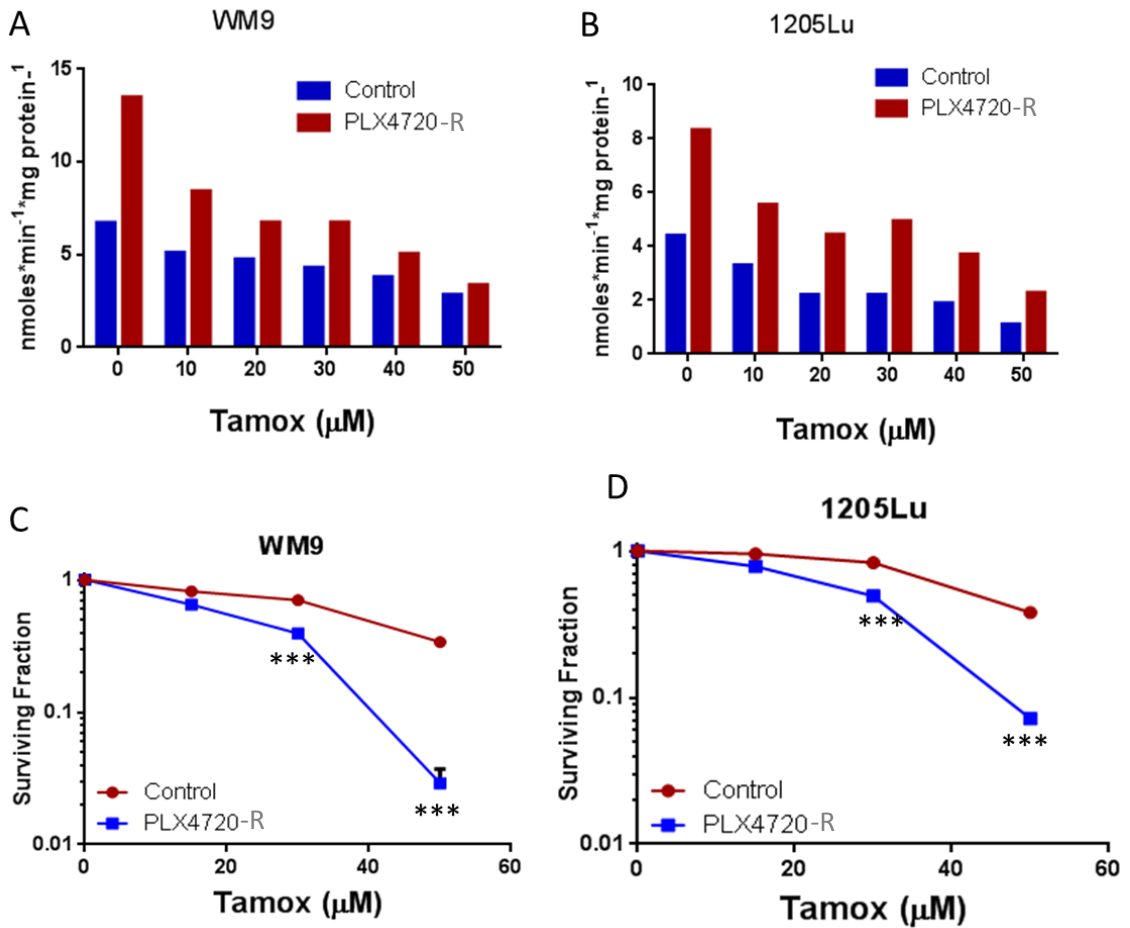 A
WM9
15
10
5
0
nmoles*min⁻¹*mg protein-¹
Control
PLX4720-R
0 10 20 30 40 50
Tamox (μM)
B
1205Lu
10
8
6
4
2
0
nmoles*min⁻¹*mg protein-¹
Control
PLX4720-R
0 10 20 30 40 50
Tamox (μM)
C
WM9
1
0.1
0.01
Surviving Fraction
***
***
Control
PLX4720-R
0 20 40 60
Tamox (μM)
D
1205Lu
1
0.1
0.01
Surviving Fraction
***
***
Control
PLX4720-R
0 20 40 60
Tamox (μM)